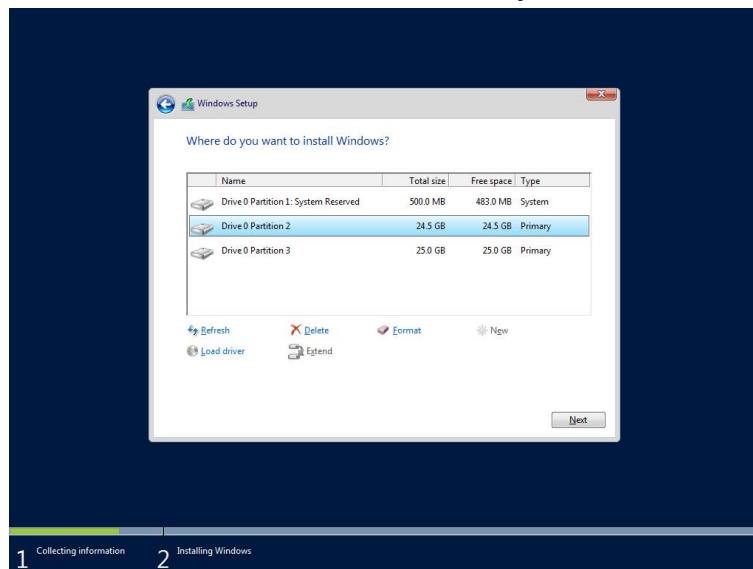 Windows Setup
Where do you want to install Windows?
Name Total size Free space Type
Drive 0 Partition 1: System Reserved 500.0 MB 483.0 MB System
Drive 0 Partition 2 24.5 GB 24.5 GB Primary
Drive 0 Partition 3 25.0 GB 25.0 GB Primary
Refresh Delete Format New
Load driver Extend
Next
1 Collecting information 2 Installing Windows